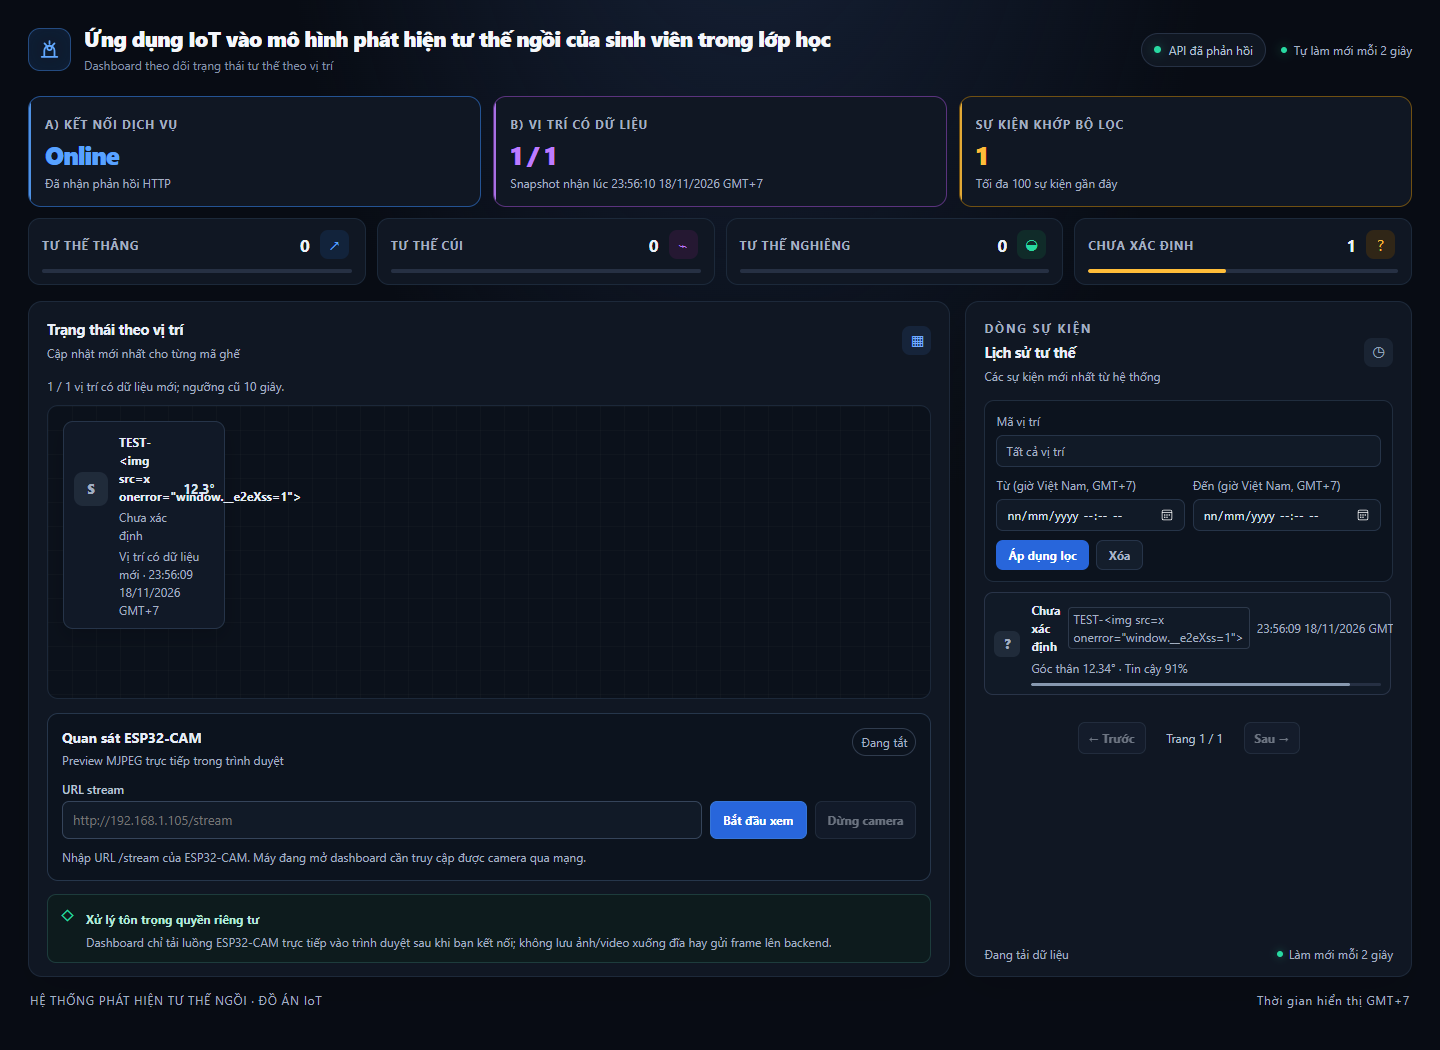 Ứng dụng IoT vào mô hình phát hiện tư thế ngồi của sinh viên trong lớp học
Dashboard theo dõi trạng thái tư thế theo vị trí
API đã phản hồi
Tự làm mới mỗi 2 giây
A) KẾT NỐI DỊCH VỤ
Online
Đã nhận phản hồi HTTP
B) VỊ TRÍ CÓ DỮ LIỆU
1 / 1
Snapshot nhận lúc 23:56:10 18/11/2026 GMT+7
SỰ KIỆN KHỚP BỘ LỌC
1
Tối đa 100 sự kiện gần đây
TƯ THẾ THẲNG
0
↗
TƯ THẾ CÚI
0
TƯ THẾ NGHIÊNG
0
CHƯA XÁC ĐỊNH
1
?
Trạng thái theo vị trí
Cập nhật mới nhất cho từng mã ghế
1 / 1 vị trí có dữ liệu mới; ngưỡng cũ 10 giây.
S
TEST-
<img
src=x
onerror="window.__e2eXss=1">
12.3°
Chưa xác
định
Vị trí có dữ liệu
mới · 23:56:09
18/11/2026
GMT+7
Quan sát ESP32-CAM
Preview MJPEG trực tiếp trong trình duyệt
Đang tắt
URL stream
http://192.168.1.105/stream
Bắt đầu xem
Dừng camera
Nhập URL /stream của ESP32-CAM. Máy đang mở dashboard cần truy cập được camera qua mạng.
Xử lý tôn trọng quyền riêng tư
Dashboard chỉ tải luồng ESP32-CAM trực tiếp vào trình duyệt sau khi bạn kết nối; không lưu ảnh/video xuống đĩa hay gửi frame lên backend.
DÒNG SỰ KIỆN
Lịch sử tư thế
Các sự kiện mới nhất từ hệ thống
Mã vị trí
Tất cả vị trí
Từ (giờ Việt Nam, GMT+7)
Đến (giờ Việt Nam, GMT+7)
nn/mm/yyyy --:-- --
nn/mm/yyyy --:-- --
Áp dụng lọc
Xóa
?
Chưa
xác
định
TEST-<img src=x
onerror="window.__e2eXss=1">
23:56:09 18/11/2026 GMT
Góc thân 12.34° · Tin cậy 91%
← Trước
Trang 1 / 1
Sau →
Đang tải dữ liệu
Làm mới mỗi 2 giây
HỆ THỐNG PHÁT HIỆN TƯ THẾ NGỒI · ĐỒ ÁN IoT
Thời gian hiển thị GMT+7